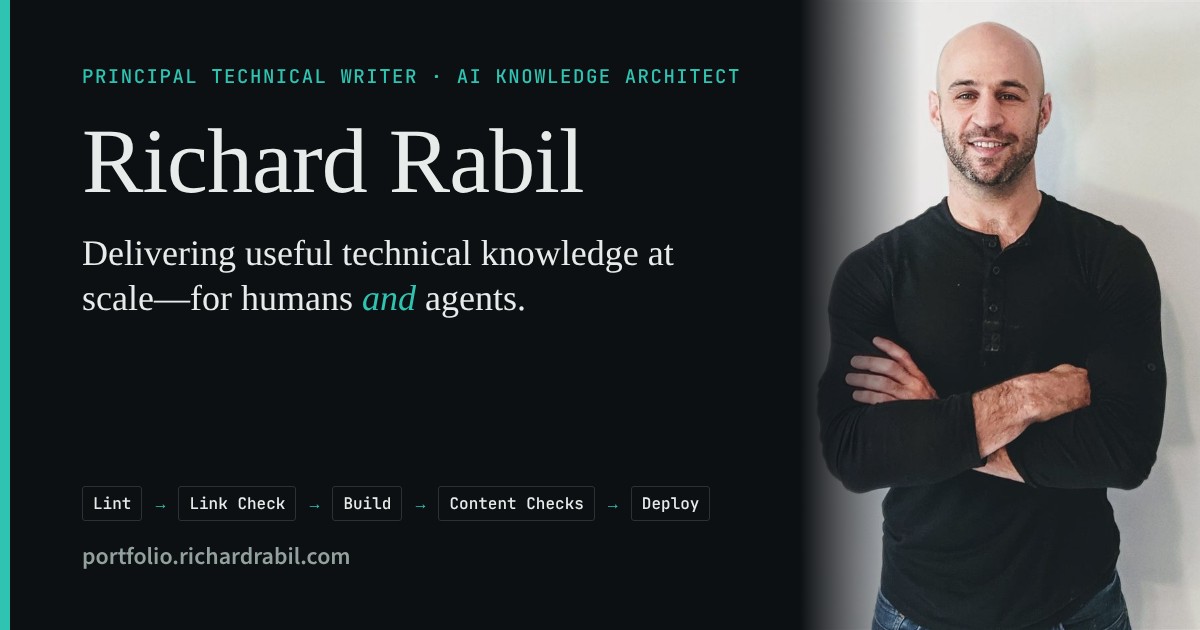 PRINCIPAL TECHNICAL WRITER · AI KNOWLEDGE ARCHITECT
Richard Rabil
Delivering useful technical knowledge at
scale—for humans and agents.
Lint → Link Check → Build → Content Checks → Deploy
portfolio.richardrabil.com